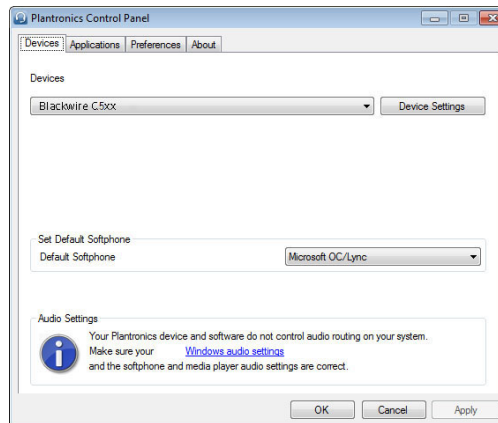 Plantronics Control Panel
Devices Applications Preferences About
Devices
Blackwire C5xx Device Settings
Set Default Softphone
Default Softphone Microsoft OC/Lync
Audio Settings
Your Plantronics device and software do not control audio routing on your system.
Make sure your Windows audio settings
and the softphone and media player audio settings are correct.
OK Cancel Apply